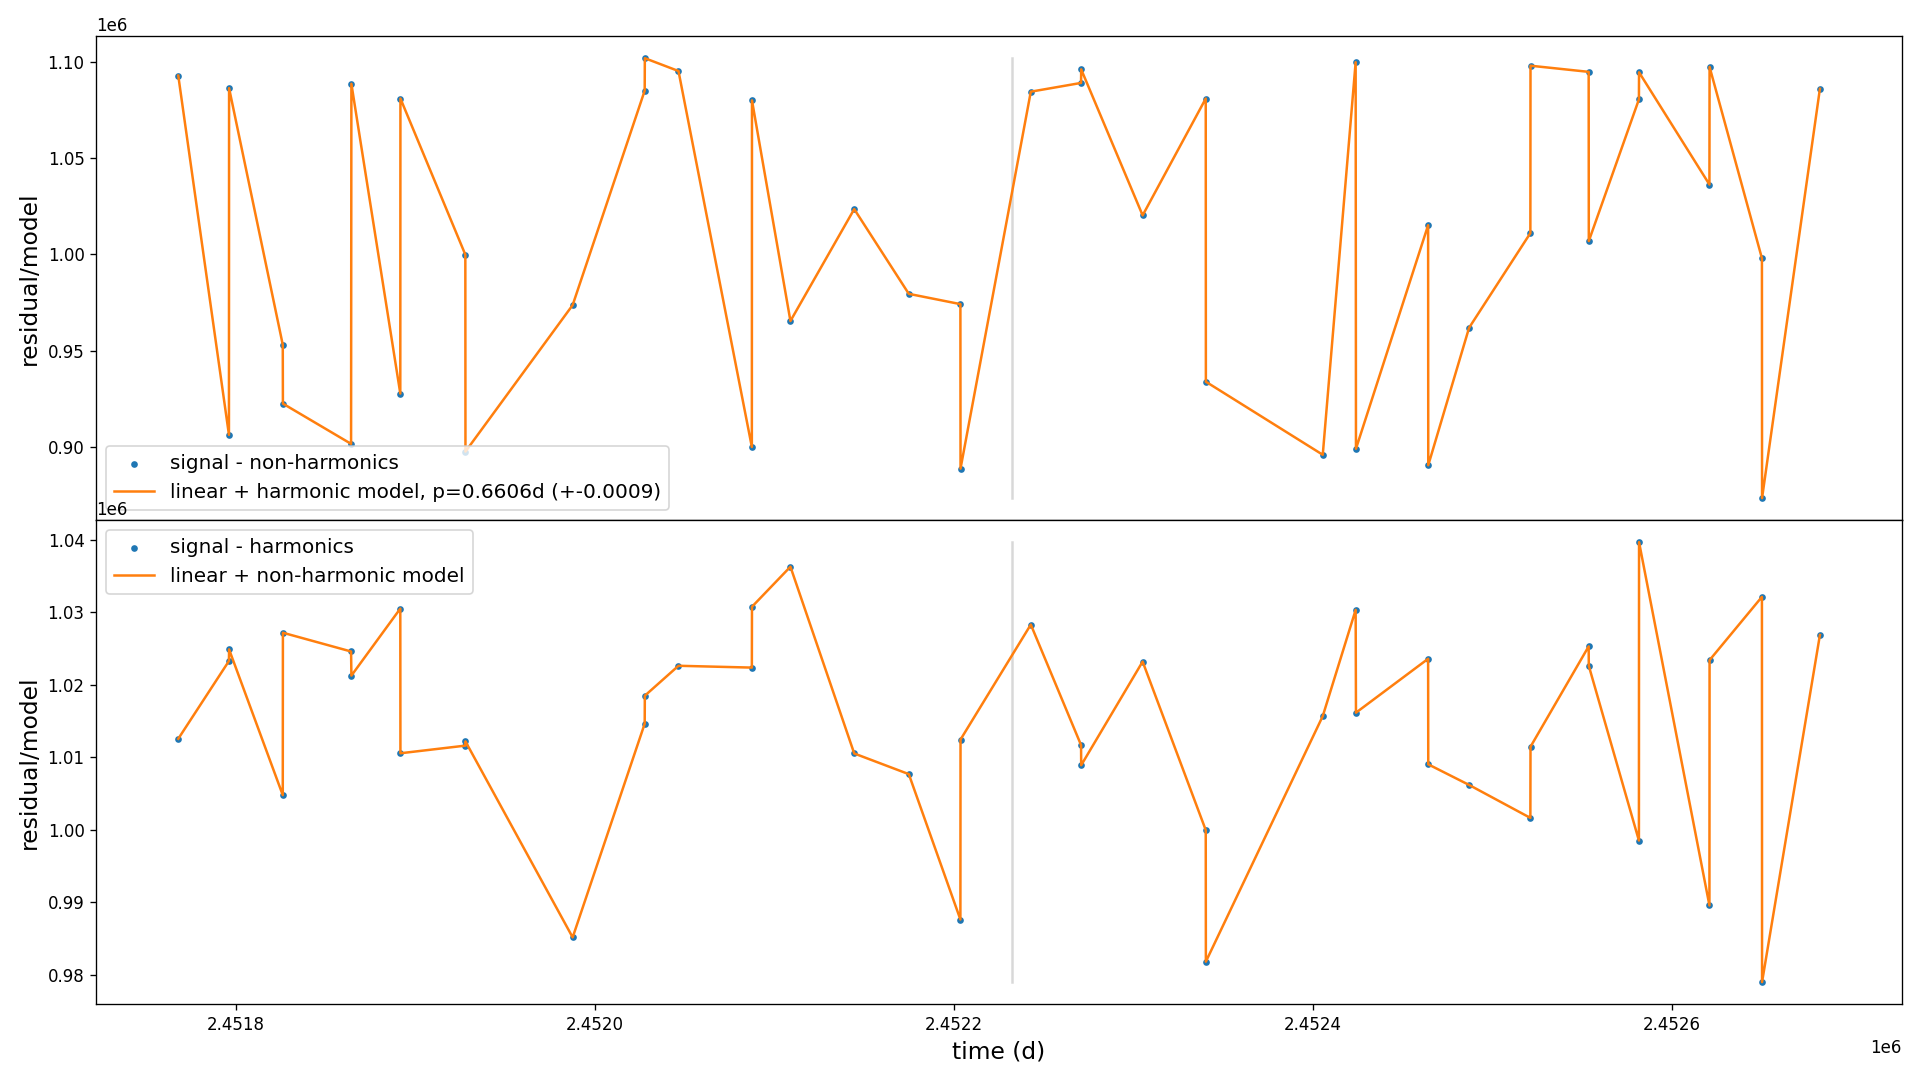 1e6
1.10
1.05
1.00
0.95
0.90
residual/model
signal - non-harmonics
linear + harmonic model, p=0.6606d (+-0.0009)
1e6
signal - harmonics
linear + non-harmonic model
1.04
1.03
1.02
1.01
1.00
0.99
0.98
residual/model
2.4518 2.4520 2.4522 2.4524 2.4526
time (d)
1e6